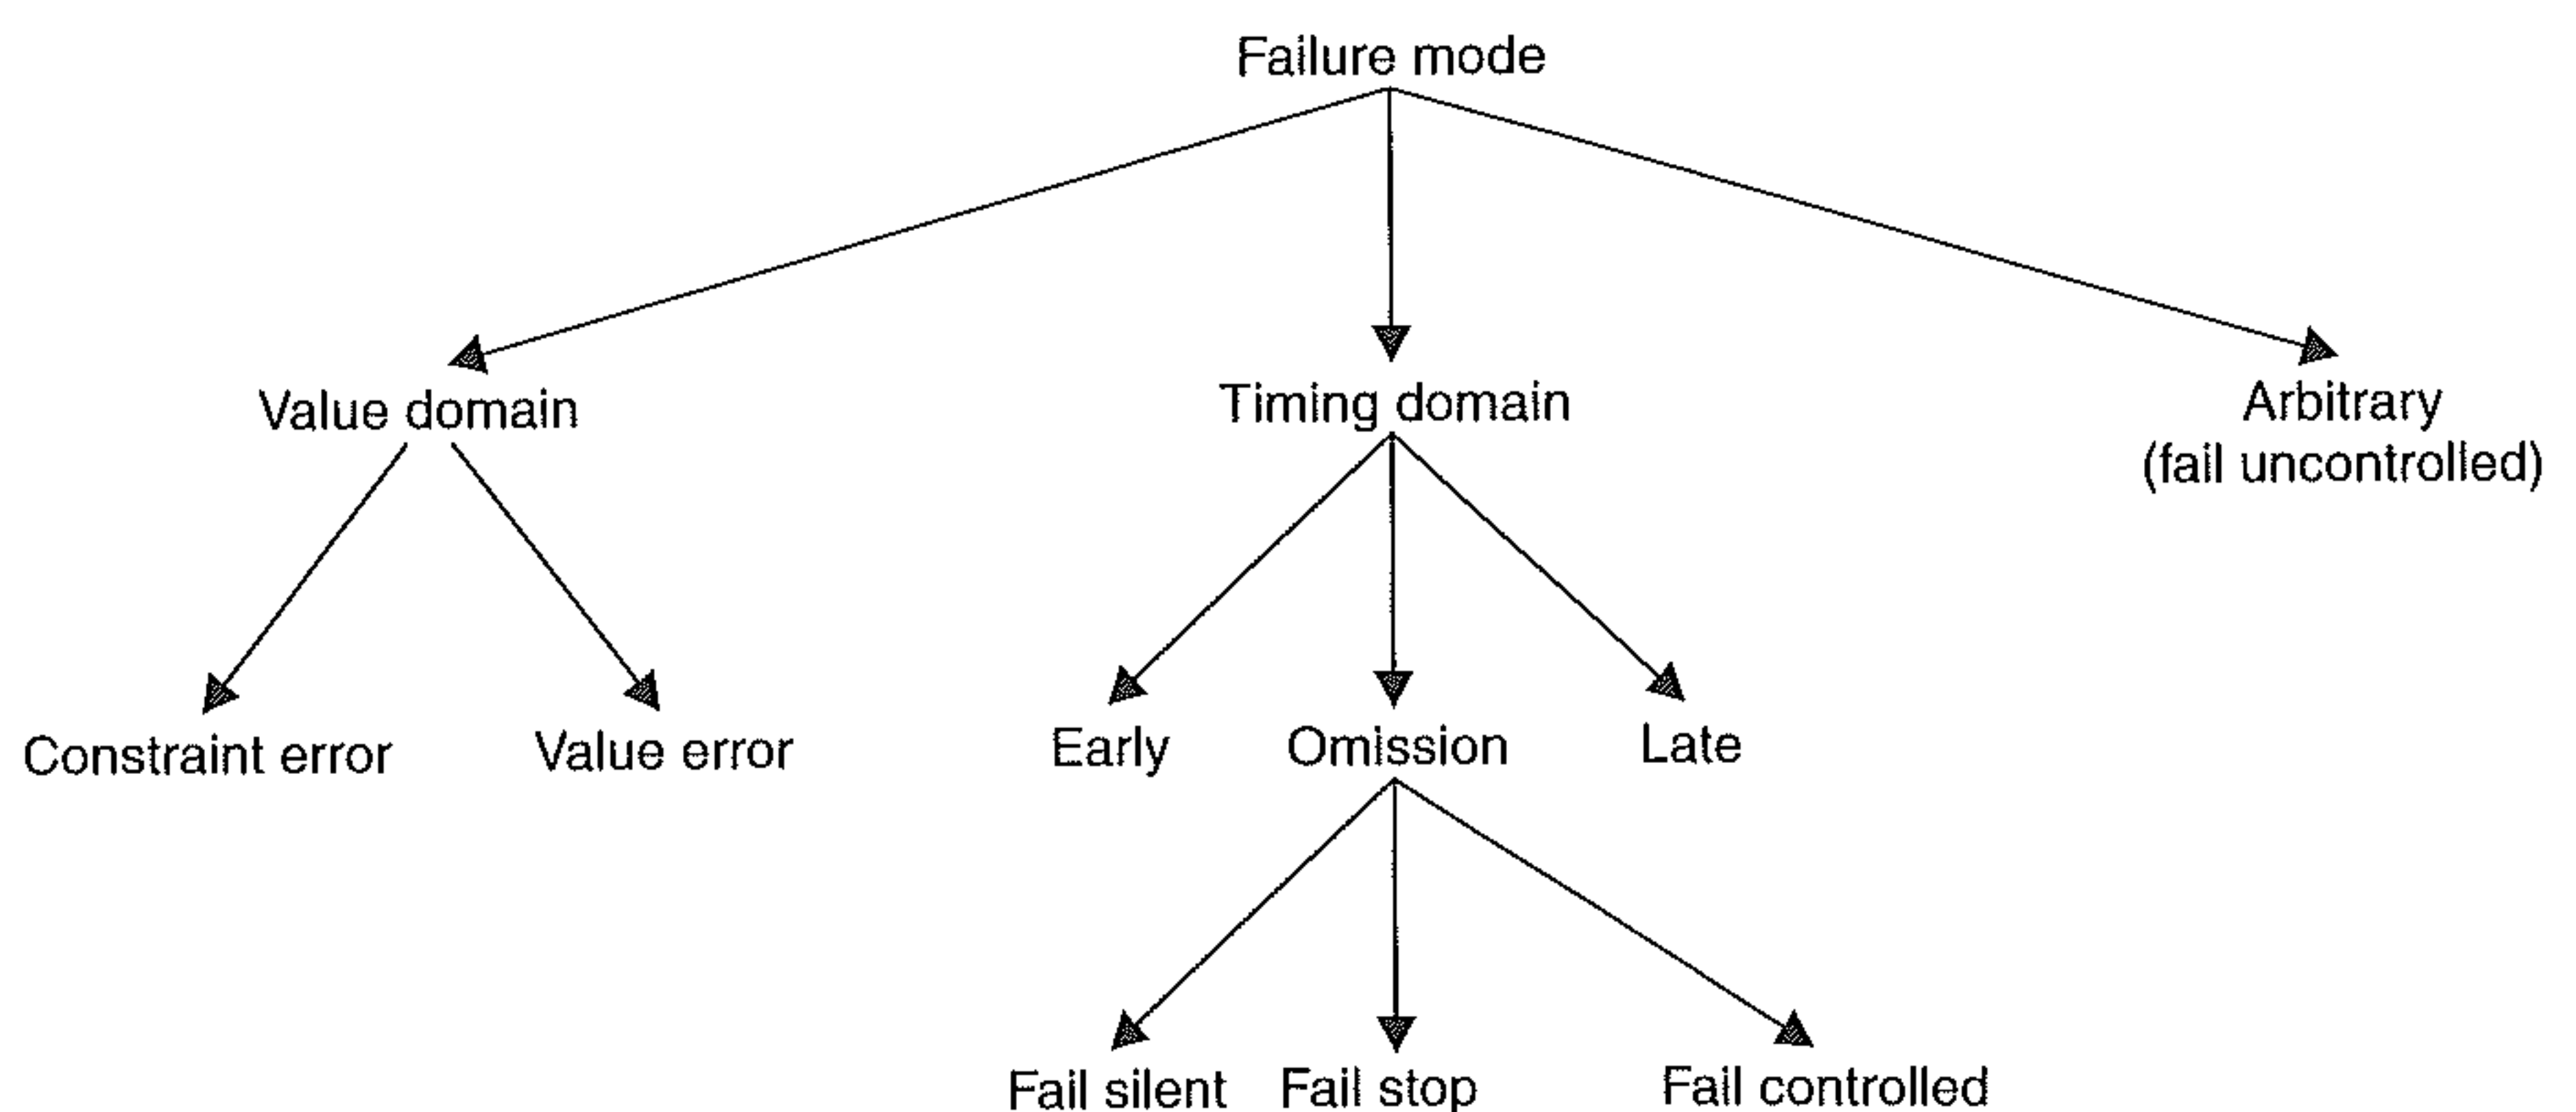 Failure mode
Value domain
Timing domain
Arbitrary
(fail uncontrolled)
Constraint error
Value error
Early
Omission
Late
Fail silent
Fail stop
Fail controlled